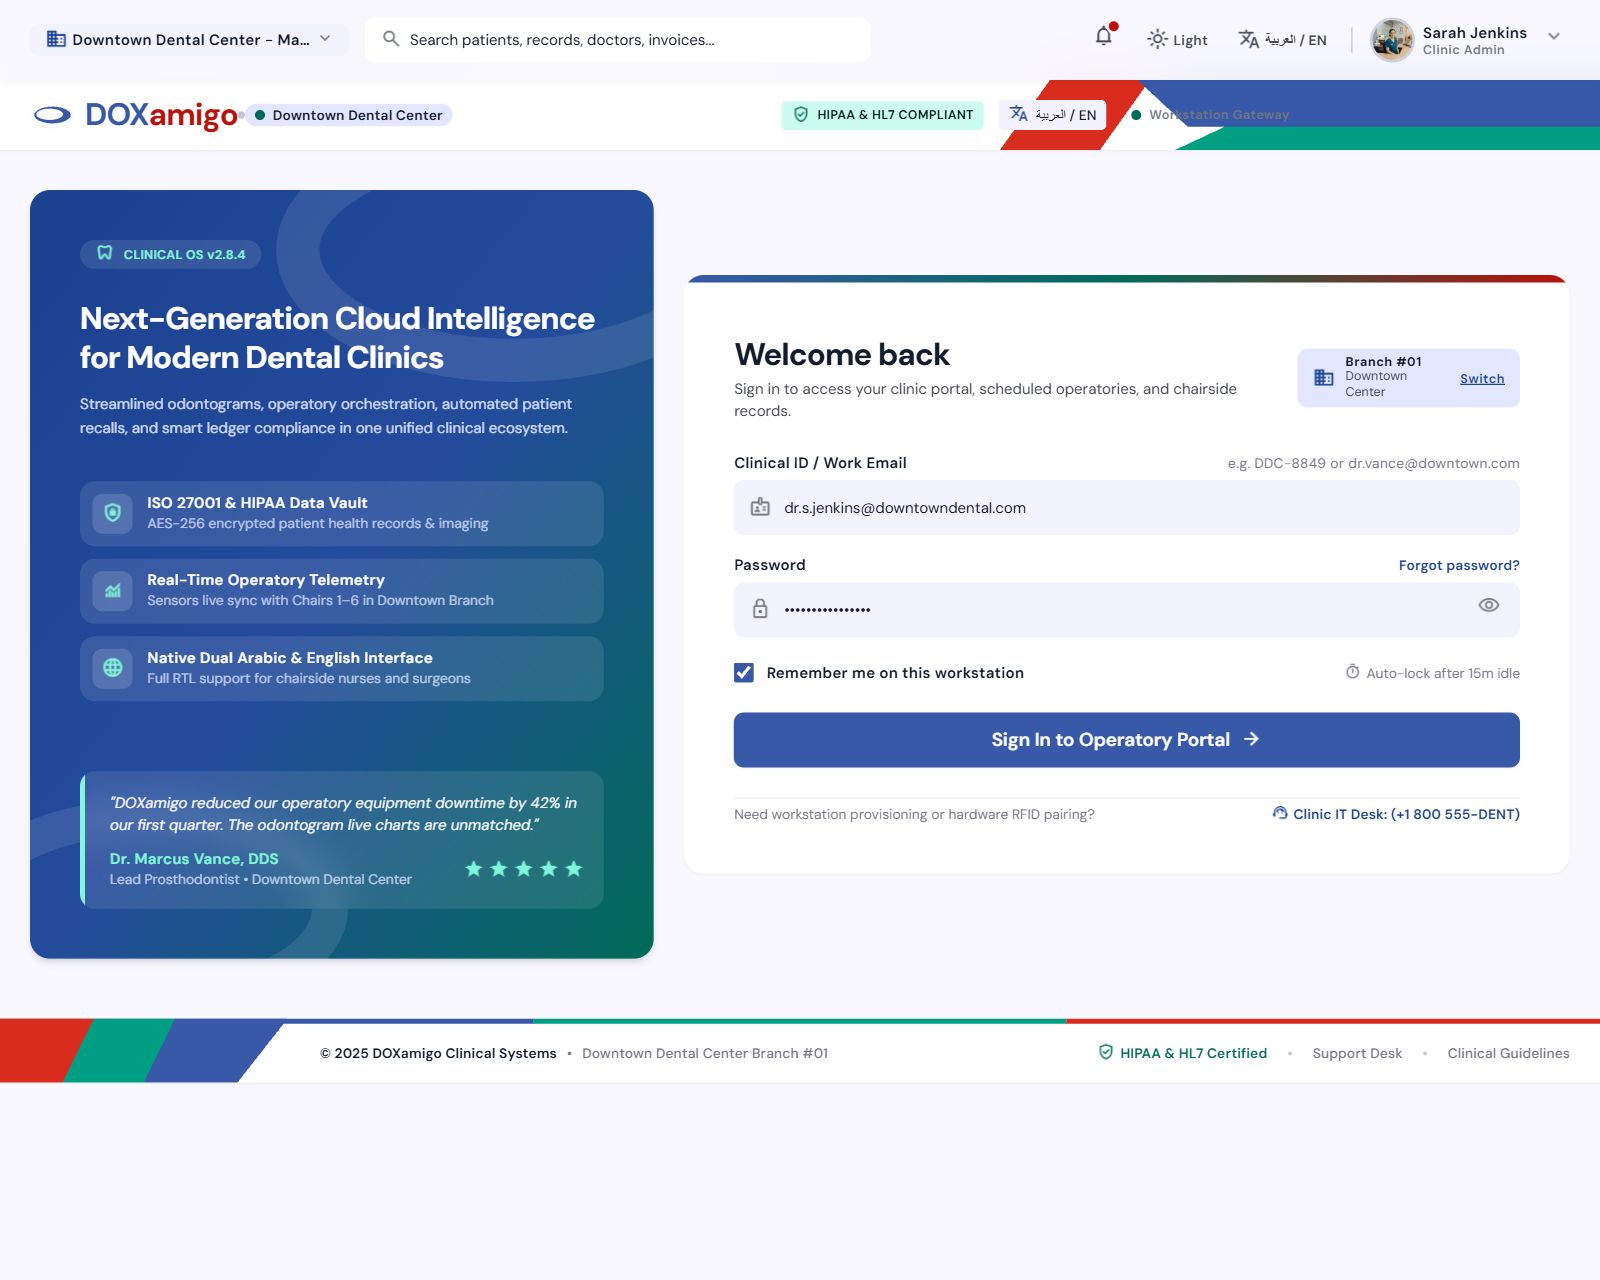 Downtown Dental Center - Ma...
Search patients, records, doctors, invoices...
Light
العربية / EN
Sarah Jenkins
Clinic Admin
DOXamigo
Downtown Dental Center
HIPAA & HL7 COMPLIANT
العربية / EN
Workstation Gateway
CLINICAL OS v2.8.4
Next-Generation Cloud Intelligence
for Modern Dental Clinics
Streamlined odontograms, operatory orchestration, automated patient
recalls, and smart ledger compliance in one unified clinical ecosystem.
ISO 27001 & HIPAA Data Vault
AES-256 encrypted patient health records & imaging
Real-Time Operatory Telemetry
Sensors live sync with Chairs 1–6 in Downtown Branch
Native Dual Arabic & English Interface
Full RTL support for chairside nurses and surgeons
"DOXamigo reduced our operatory equipment downtime by 42% in
our first quarter. The odontogram live charts are unmatched."
Dr. Marcus Vance, DDS
Lead Prosthodontist • Downtown Dental Center
Welcome back
Sign in to access your clinic portal, scheduled operatories, and chairside
records.
Branch #01
Downtown
Center
Switch
Clinical ID / Work Email
e.g. DDC-8849 or dr.vance@downtown.com
dr.s.jenkins@downtowndental.com
Password
Forgot password?
••••••••••••••••
Remember me on this workstation
Auto-lock after 15m idle
Sign In to Operatory Portal
Need workstation provisioning or hardware RFID pairing?
Clinic IT Desk: (+1 800 555-DENT)
© 2025 DOXamigo Clinical Systems • Downtown Dental Center Branch #01
HIPAA & HL7 Certified • Support Desk • Clinical Guidelines